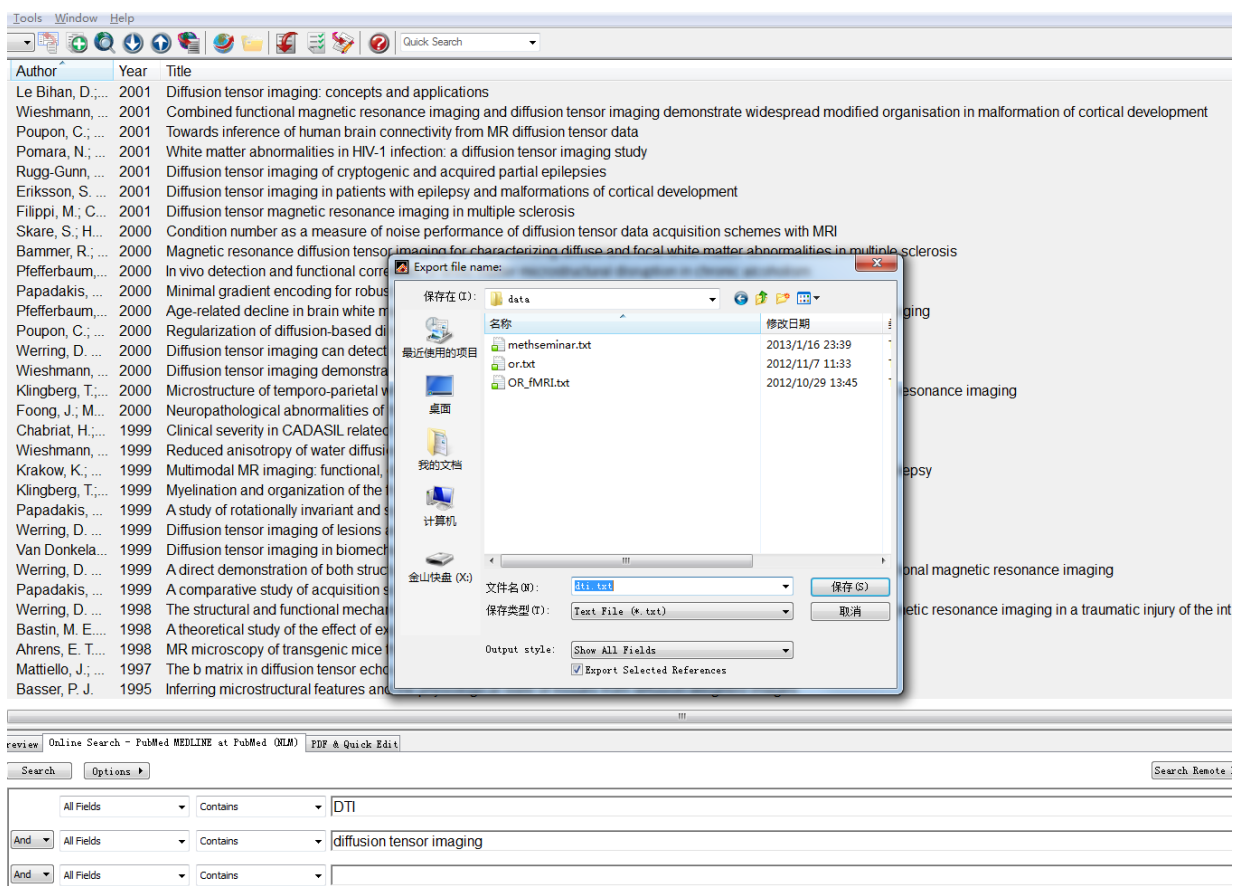 Tools Window Help
Quick Search
Author Year Title
Le Bihan, D.;... 2001 Diffusion tensor imaging: concepts and applications
Wieshmann, ... 2001 Combined functional magnetic resonance imaging and diffusion tensor imaging demonstrate widespread modified organisation in malformation of cortical development
Poupon, C.; ... 2001 Towards inference of human brain connectivity from MR diffusion tensor data
Pomara, N.; ... 2001 White matter abnormalities in HIV-1 infection: a diffusion tensor imaging study
Rugg-Gunn, ... 2001 Diffusion tensor imaging of cryptogenic and acquired partial epilepsies
Eriksson, S. ... 2001 Diffusion tensor imaging in patients with epilepsy and malformations of cortical development
Filippi, M.; C... 2001 Diffusion tensor magnetic resonance imaging in multiple sclerosis
Skare, S.; H... 2000 Condition number as a measure of noise performance of diffusion tensor data acquisition schemes with MRI
Bammer, R.; ... 2000 Magnetic resonance diffusion tensor imaging for characterizing diffuse and focal white matter abnormalities in multiple sclerosis
Pfefferbaum,... 2000 In vivo detection and functional corre
Papadakis, ... 2000 Minimal gradient encoding for robus
Pfefferbaum,... 2000 Age-related decline in brain white m ging
Poupon, C.; ... 2000 Regularization of diffusion-based di
Werring, D. ... 2000 Diffusion tensor imaging can detect
Wieshmann, ... 2000 Diffusion tensor imaging demonstra
Klingberg, T.;... 2000 Microstructure of temporo-parietal w esonance imaging
Foong, J.; M... 2000 Neuropathological abnormalities of
Chabriat, H.;... 1999 Clinical severity in CADASIL related
Wieshmann, ... 1999 Reduced anisotropy of water diffusi
Krakow, K.; ... 1999 Multimodal MR imaging: functional, epsy
Klingberg, T.;... 1999 Myelination and organization of the f
Papadakis, ... 1999 A study of rotationally invariant and s
Werring, D. ... 1999 Diffusion tensor imaging of lesions a
Van Donkela... 1999 Diffusion tensor imaging in biomech
Werring, D. ... 1999 A direct demonstration of both struc onal magnetic resonance imaging
Papadakis, ... 1999 A comparative study of acquisition s
Werring, D. ... 1998 The structural and functional mechar netic resonance imaging in a traumatic injury of the int
Bastin, M. E.... 1998 A theoretical study of the effect of ex
Ahrens, E. T.... 1998 MR microscopy of transgenic mice t
Mattiello, J.; ... 1997 The b matrix in diffusion tensor echo
Basser, P. J. 1995 Inferring microstructural features and
Export file name:
保存在(I): data
名称 修改日期
methseminar.txt 2013/1/16 23:39
or.txt 2012/11/7 11:33
OR_fMRI.txt 2012/10/29 13:45
最近使用的项目
桌面
我的文档
计算机
金山快盘 (X:)
文件名(N): dti.txt 保存(S)
保存类型(T): Text File (*.txt) 取消
Output style: Show All Fields
Export Selected References
review Online Search - PubMed MEDLINE at PubMed (NLM) PDF & Quick Edit
Search Options Search Remote
All Fields Contains DTI
And All Fields Contains diffusion tensor imaging
And All Fields Contains